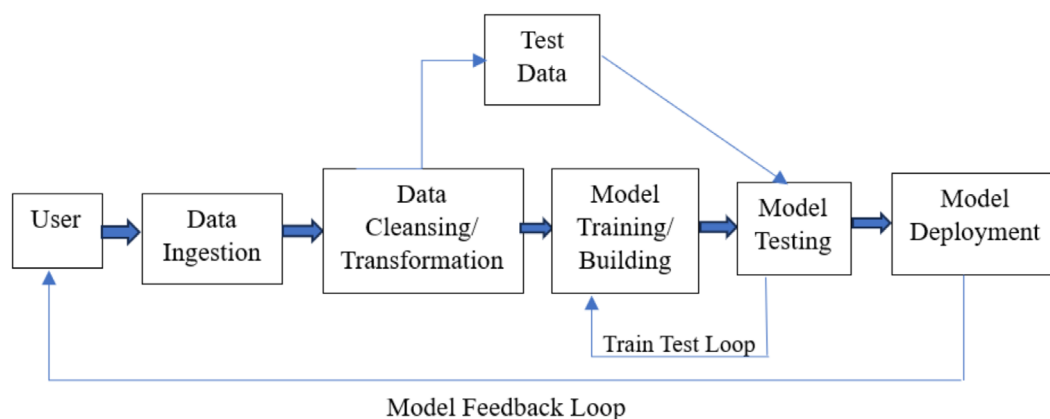 Test
Data
User
Data
Ingestion
Data
Cleansing/
Transformation
Model
Training/
Building
Model
Testing
Model
Deployment
Train Test Loop
Model Feedback Loop